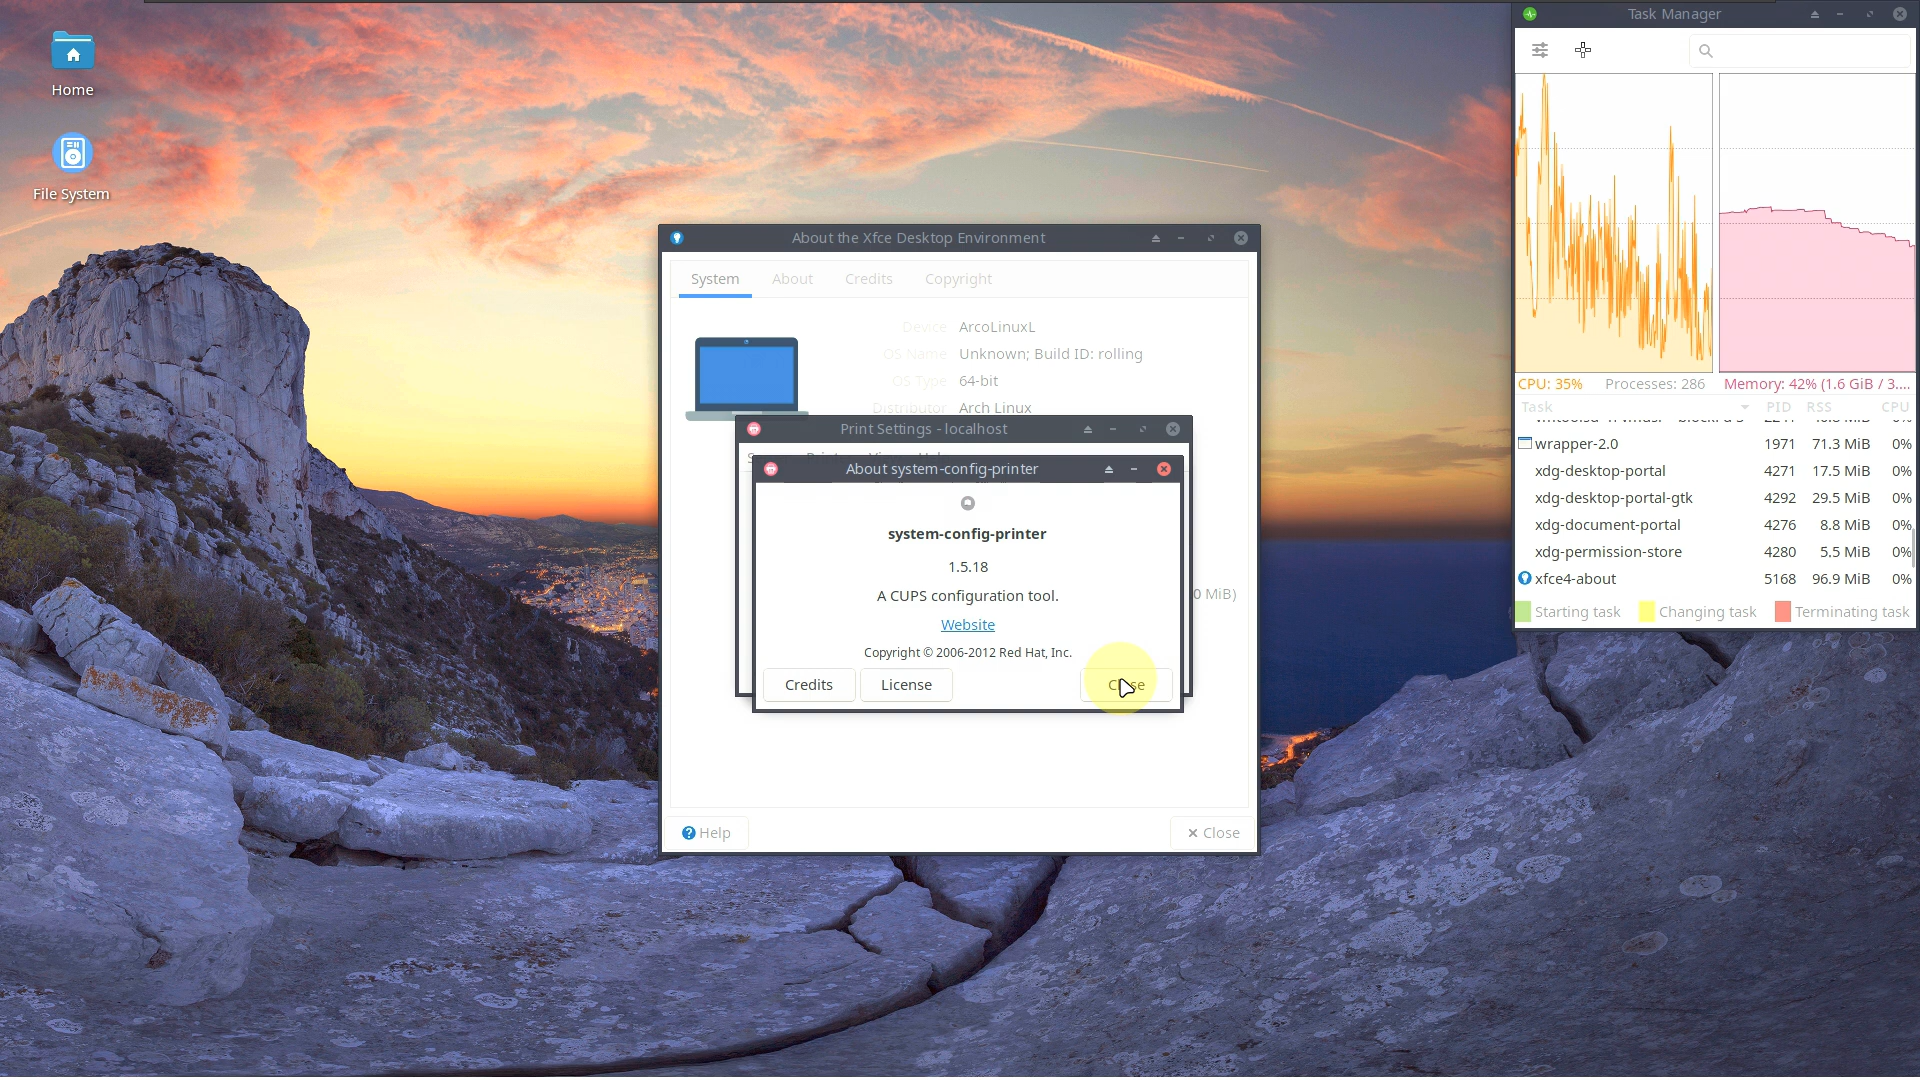 Home
File System
About the Xfce Desktop Environment
System About Credits Copyright
Device ArcoLinuxL
OS Name Unknown; Build ID: rolling
OS Type 64-bit
Distributor Arch Linux
0 MiB)
Help
Close
Print Settings - localhost
About system-config-printer
system-config-printer
1.5.18
A CUPS configuration tool.
Website
Copyright © 2006-2012 Red Hat, Inc.
Credits License Close
Task Manager
CPU: 35% Processes: 286 Memory: 42% (1.6 GiB / 3....
Task PID RSS CPU
wrapper-2.0 1971 71.3 MiB 0%
xdg-desktop-portal 4271 17.5 MiB 0%
xdg-desktop-portal-gtk 4292 29.5 MiB 0%
xdg-document-portal 4276 8.8 MiB 0%
xdg-permission-store 4280 5.5 MiB 0%
xfce4-about 5168 96.9 MiB 0%
Starting task Changing task Terminating task